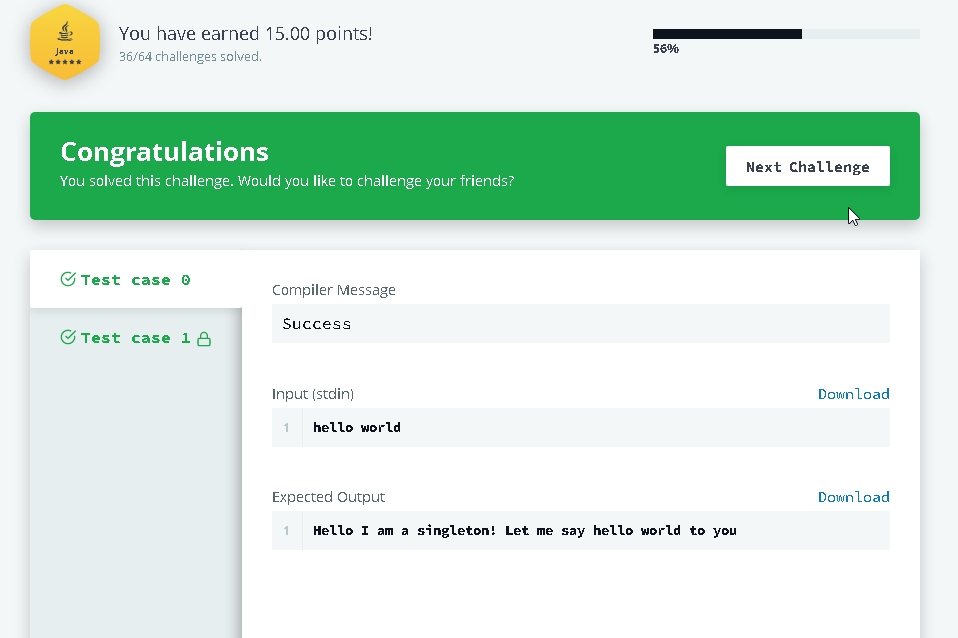 Java
★★★★★
You have earned 15.00 points!
36/64 challenges solved.
56%
Congratulations
You solved this challenge. Would you like to challenge your friends?
Next Challenge
Test case 0
Test case 1
Compiler Message
Success
Input (stdin)
Download
1 hello world
Expected Output
Download
1 Hello I am a singleton! Let me say hello world to you